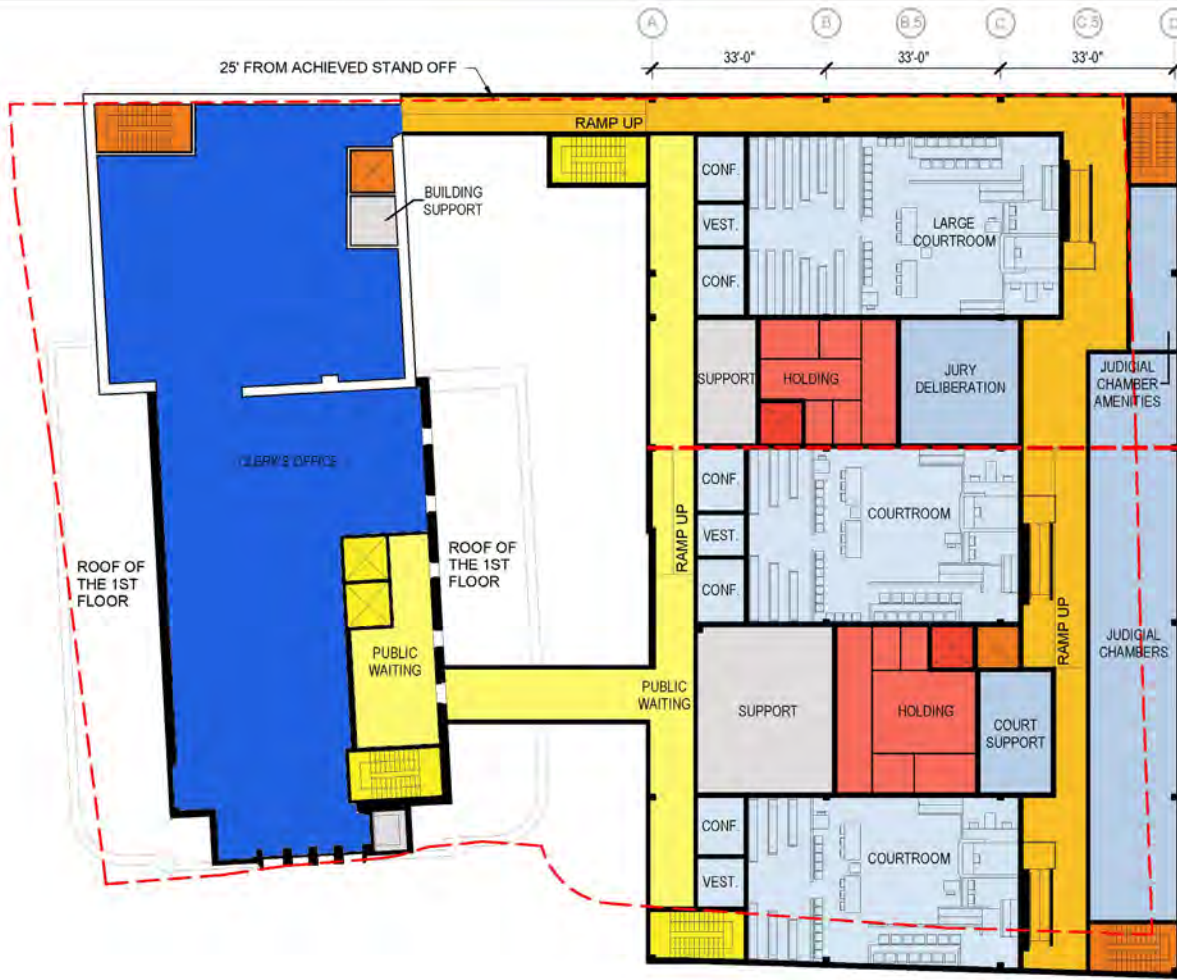 A
B
B.5
C
C.5
D
33'-0"
33'-0"
33'-0"
25' FROM ACHIEVED STAND OFF
RAMP UP
BUILDING
SUPPORT
CONF.
VEST.
CONF.
LARGE
COURTROOM
SUPPORT
HOLDING
JURY
DELIBERATION
JUDICIAL
CHAMBER
AMENITIES
CLERK'S OFFICE
CONF.
VEST.
CONF.
COURTROOM
RAMP UP
ROOF OF
THE 1ST
FLOOR
ROOF OF
THE 1ST
FLOOR
PUBLIC
WAITING
PUBLIC
WAITING
SUPPORT
HOLDING
COURT
SUPPORT
RAMP UP
JUDICIAL
CHAMBERS
CONF.
VEST.
COURTROOM